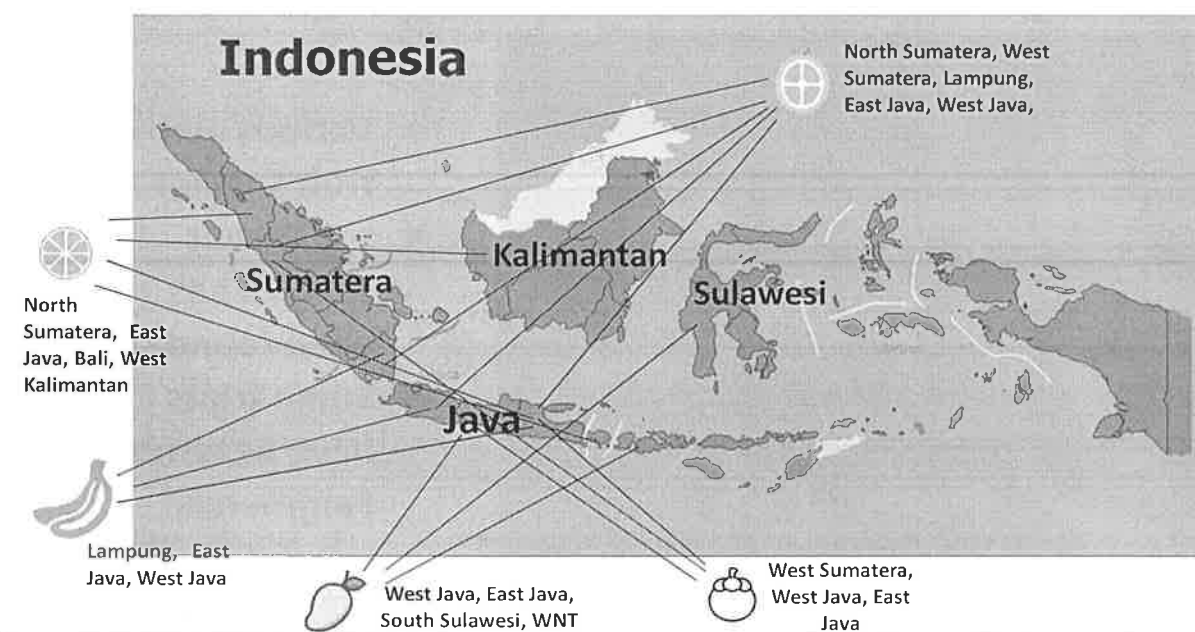 Indonesia
North Sumatera, West
Sumatera, Lampung,
East Java, West Java,
Kalimantan
Sumatera
Sulawesi
North
Sumatera, East
Java, Bali, West
Kalimantan
Java
Lampung, East
Java, West Java
West Java, East Java,
South Sulawesi, WNT
West Sumatera,
West Java, East
Java